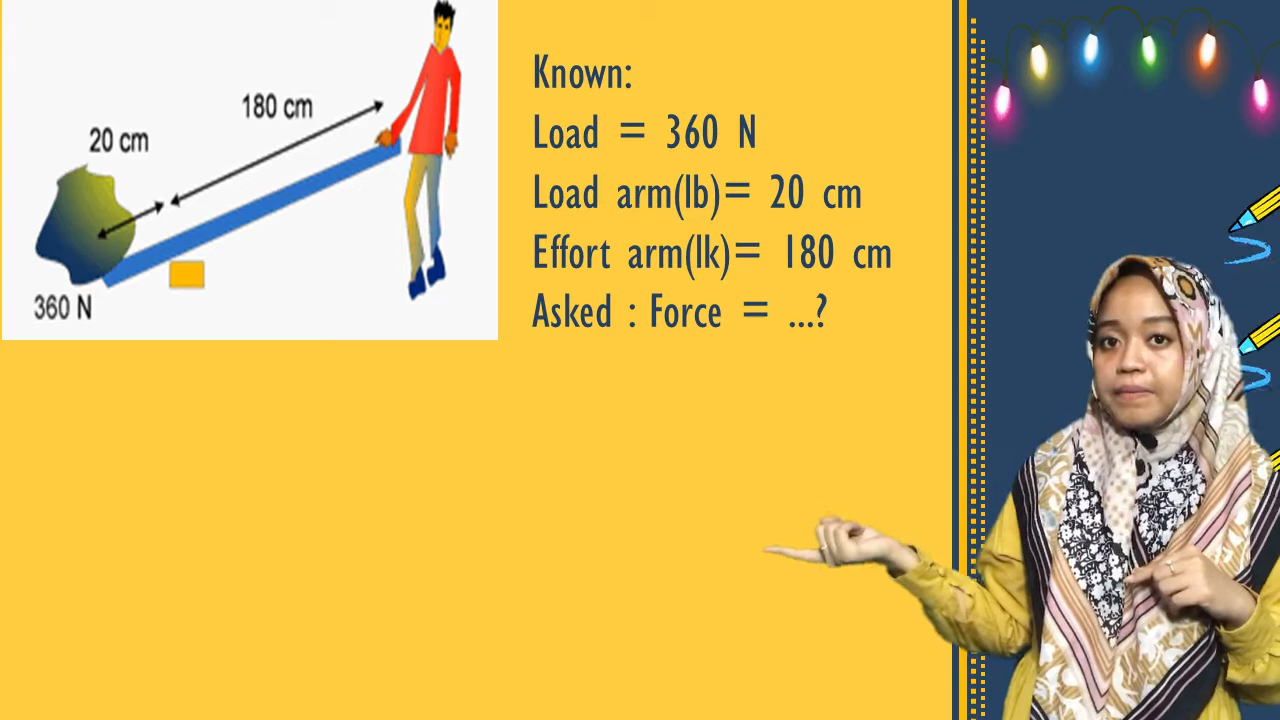 180 cm
20 cm
360 N
Known:
Load = 360 N
Load arm(lb)= 20 cm
Effort arm(lk)= 180 cm
Asked : Force = ...?